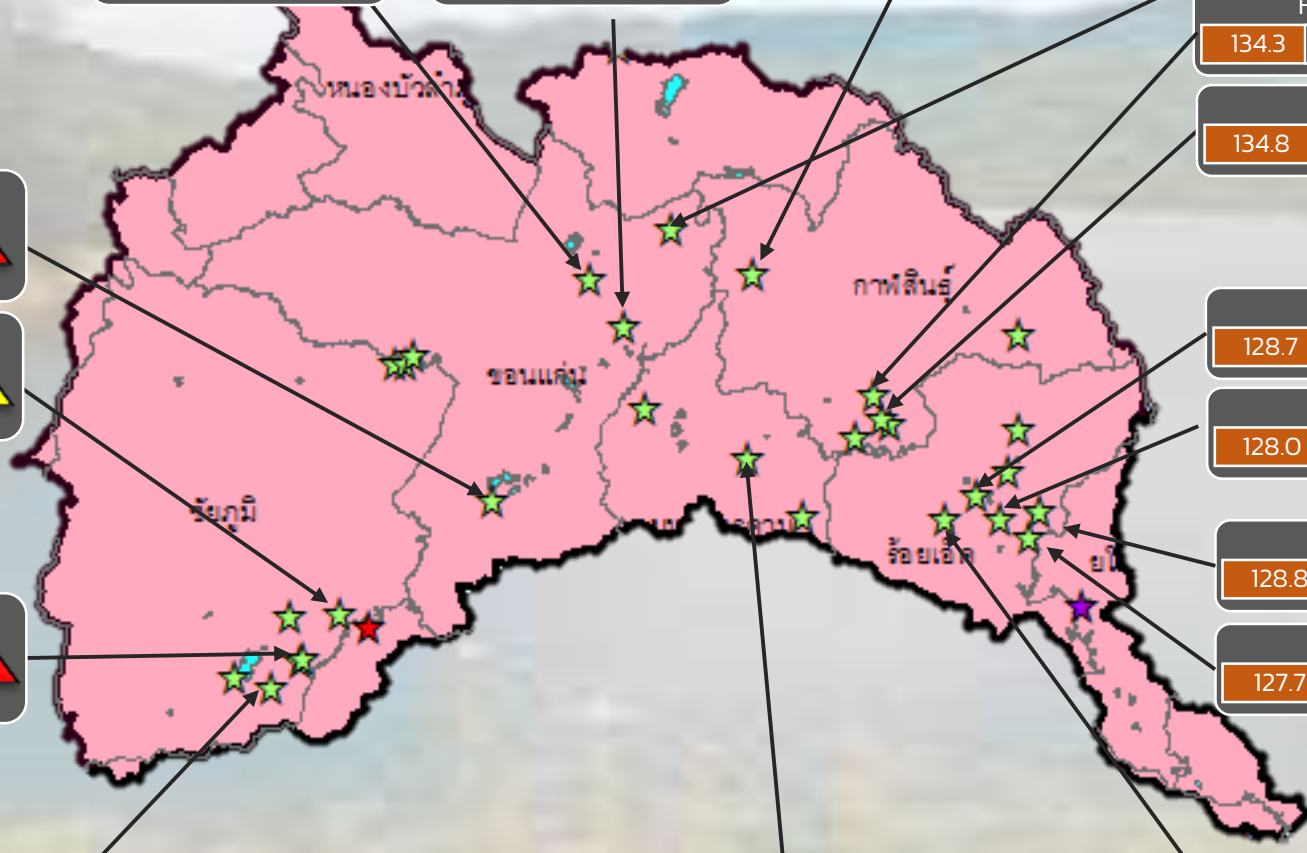 134.3
134.8
หนองบัวลำภู
กาฬสินธุ์
128.7
ขอนแก่น
128.0
ชัยภูมิ
ร้อยเอ็ด
128.8
127.7